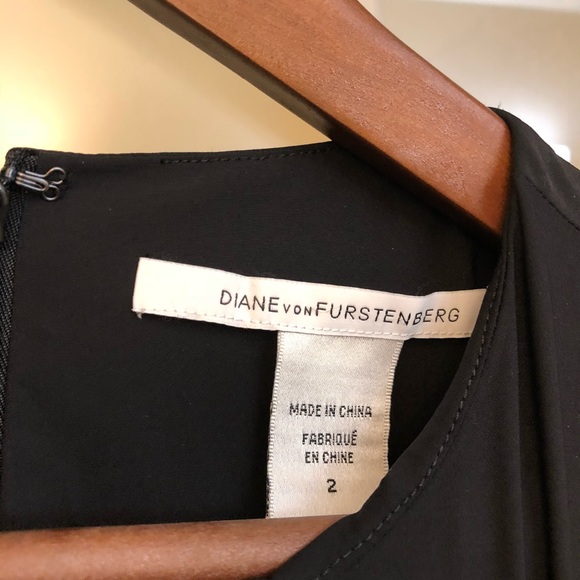 DIANE VON FURSTENBERG
MADE IN CHINA
FABRIQUÉ
EN CHINE
2